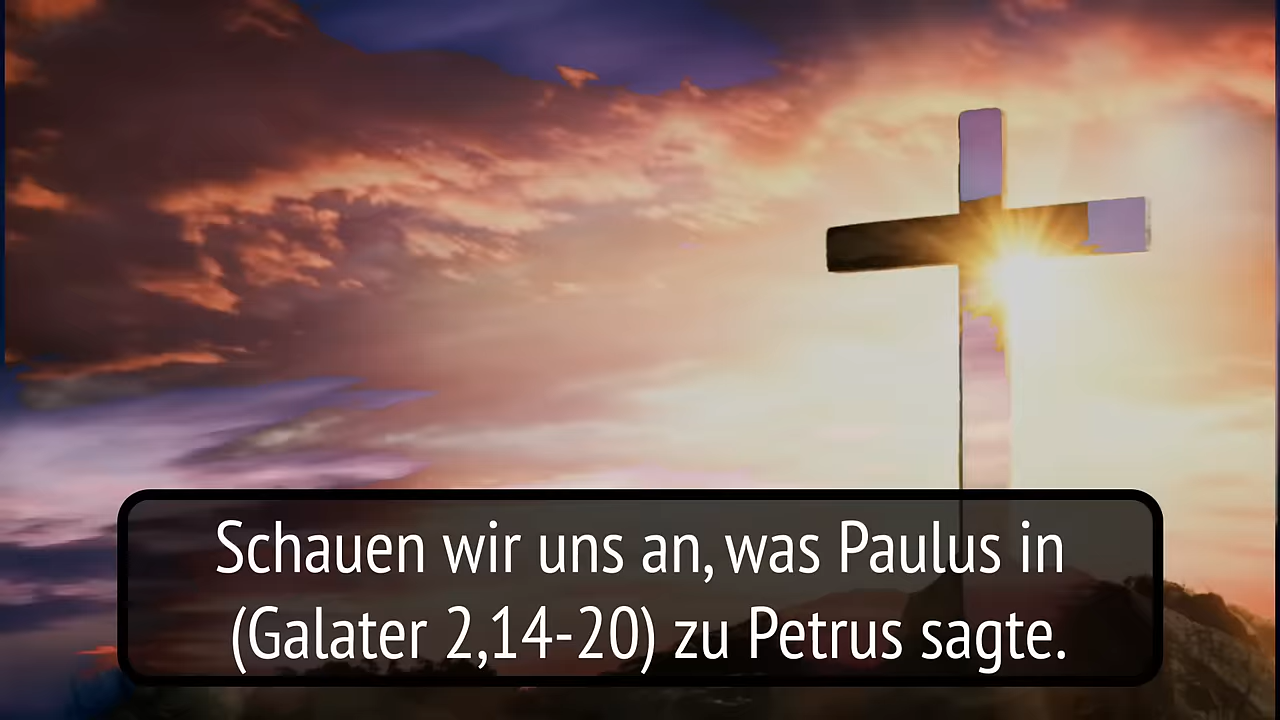 Schauen wir uns an, was Paulus in
(Galater 2,14-20) zu Petrus sagte.